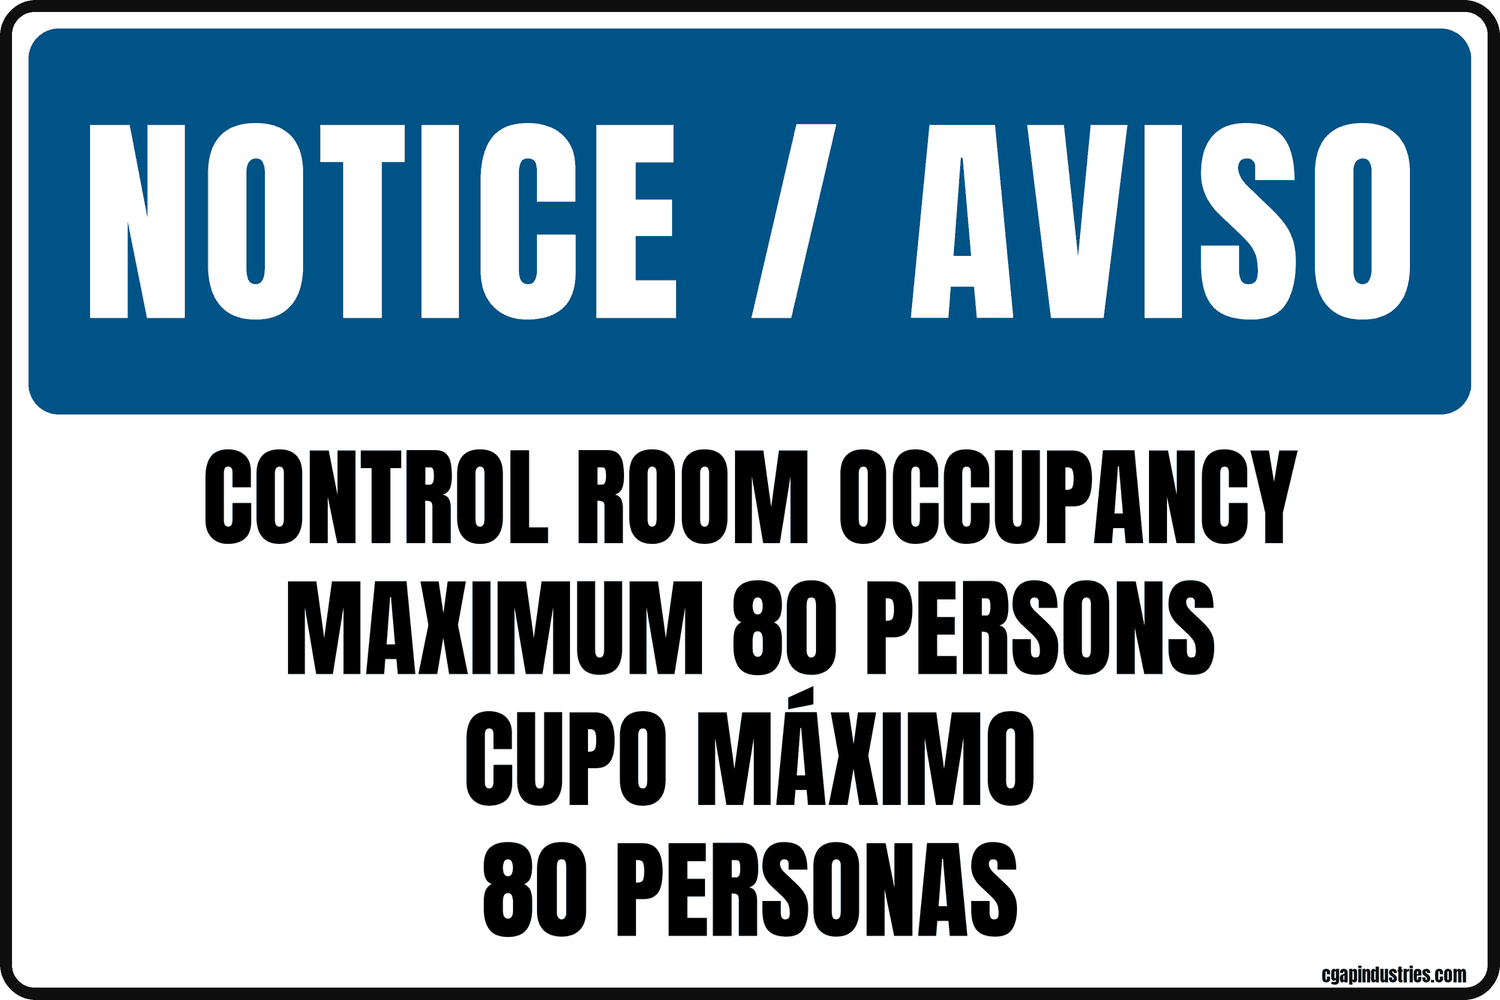 NOTICE / AVISO
CONTROL ROOM OCCUPANCY
MAXIMUM 80 PERSONS
CUPO MÁXIMO
80 PERSONAS
cgapindustries.com